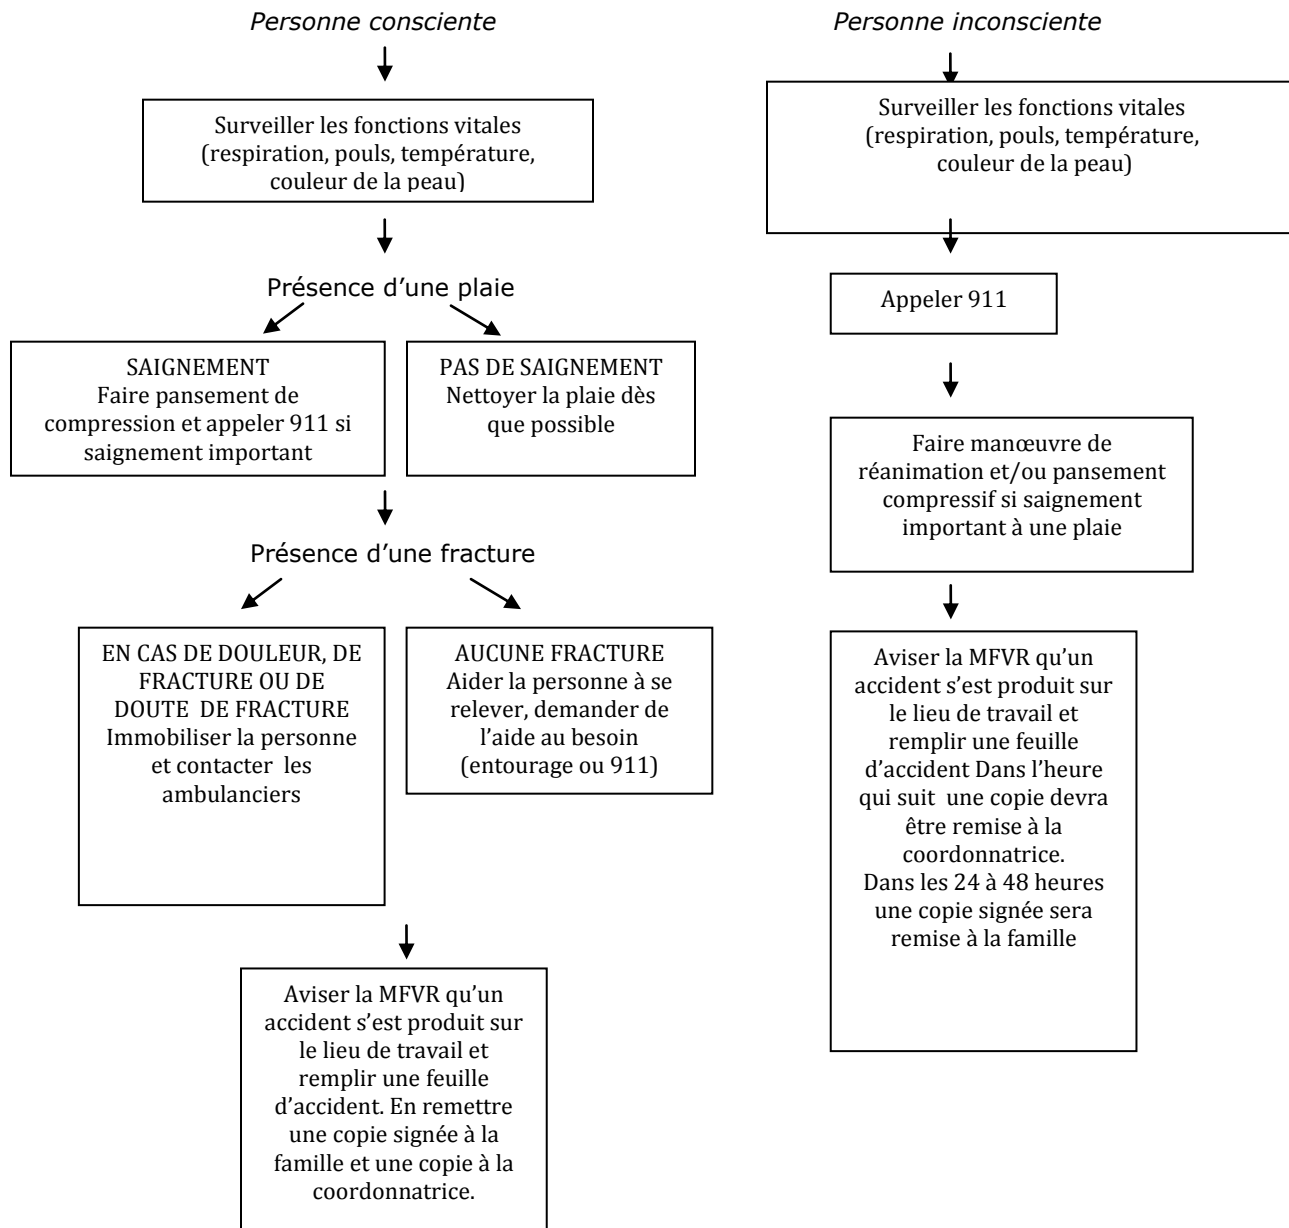 Personne consciente
Surveiller les fonctions vitales
(respiration, pouls, température,
couleur de la peau)
Présence d’une plaie
SAIGNEMENT
Faire pansement de
compression et appeler 911 si
saignement important
PAS DE SAIGNEMENT
Nettoyer la plaie dès
que possible
Présence d’une fracture
EN CAS DE DOULEUR, DE
FRACTURE OU DE
DOUTE  DE FRACTURE
Immobiliser la personne
et contacter  les
ambulanciers
AUCUNE FRACTURE
Aider la personne à se
relever, demander de
l’aide au besoin
(entourage ou 911)
Aviser la MFVR qu’un
accident s’est produit sur
le lieu de travail et
remplir une feuille
d’accident. En remettre
une copie signée à la
famille et une copie à la
coordonnatrice.
Personne inconsciente
Surveiller les fonctions vitales
(respiration, pouls, température,
couleur de la peau)
Appeler 911
Faire manœuvre de
réanimation et/ou pansement
compressif si saignement
important à une plaie
Aviser la MFVR qu’un
accident s’est produit sur
le lieu de travail et
remplir une feuille
d’accident Dans l’heure
qui suit  une copie devra
être remise à la
coordonnatrice.
Dans les 24 à 48 heures
une copie signée sera
remise à la famille